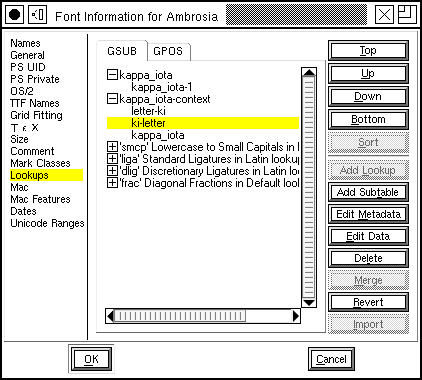 Font Information for Ambrosia
Names
General
PS UID
PS Private
OS/2
TTF Names
Grid Fitting
Τ ε Χ
Size
Comment
Mark Classes
Lookups
Mac
Mac Features
Dates
Unicode Ranges
GSUB
GPOS
kappa_iota
kappa_iota-1
kappa_iota-context
letter-ki
ki-letter
kappa_iota
'smcp' Lowercase to Small Capitals in l
'liga' Standard Ligatures in Latin lookup
'dlig' Discretionary Ligatures in Latin lo
'frac' Diagonal Fractions in Default look
Top
Up
Down
Bottom
Sort
Add Lookup
Add Subtable
Edit Metadata
Edit Data
Delete
Merge
Revert
Import
OK
Cancel